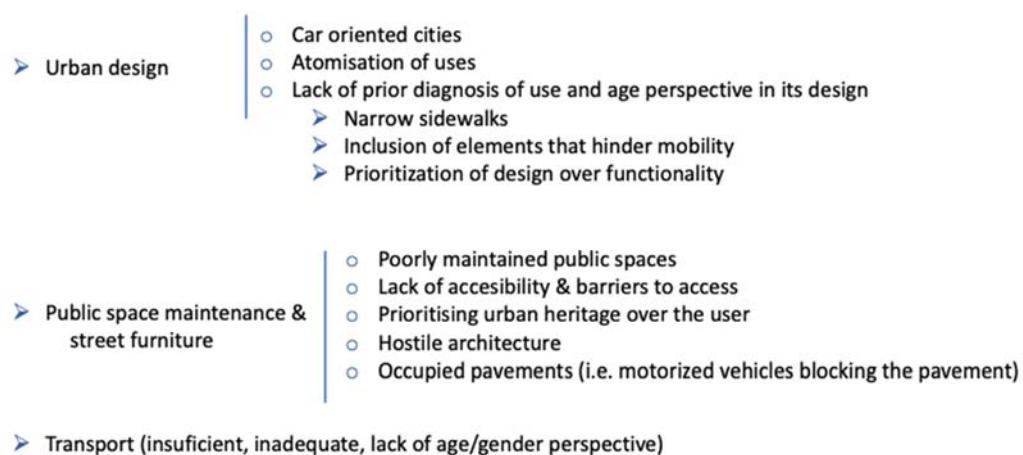 Car oriented cities
Urban design
Atomisation of uses
Lack of prior diagnosis of use and age perspective in its design
Narrow sidewalks
Inclusion of elements that hinder mobility
Prioritization of design over functionality
Poorly maintained public spaces
Lack of accesibility & barriers to access
Public space maintenance &
street furniture
Prioritising urban heritage over the user
Hostile architecture
Occupied pavements (i.e. motorized vehicles blocking the pavement)
Transport (insuficient, inadequate, lack of age/gender perspective)